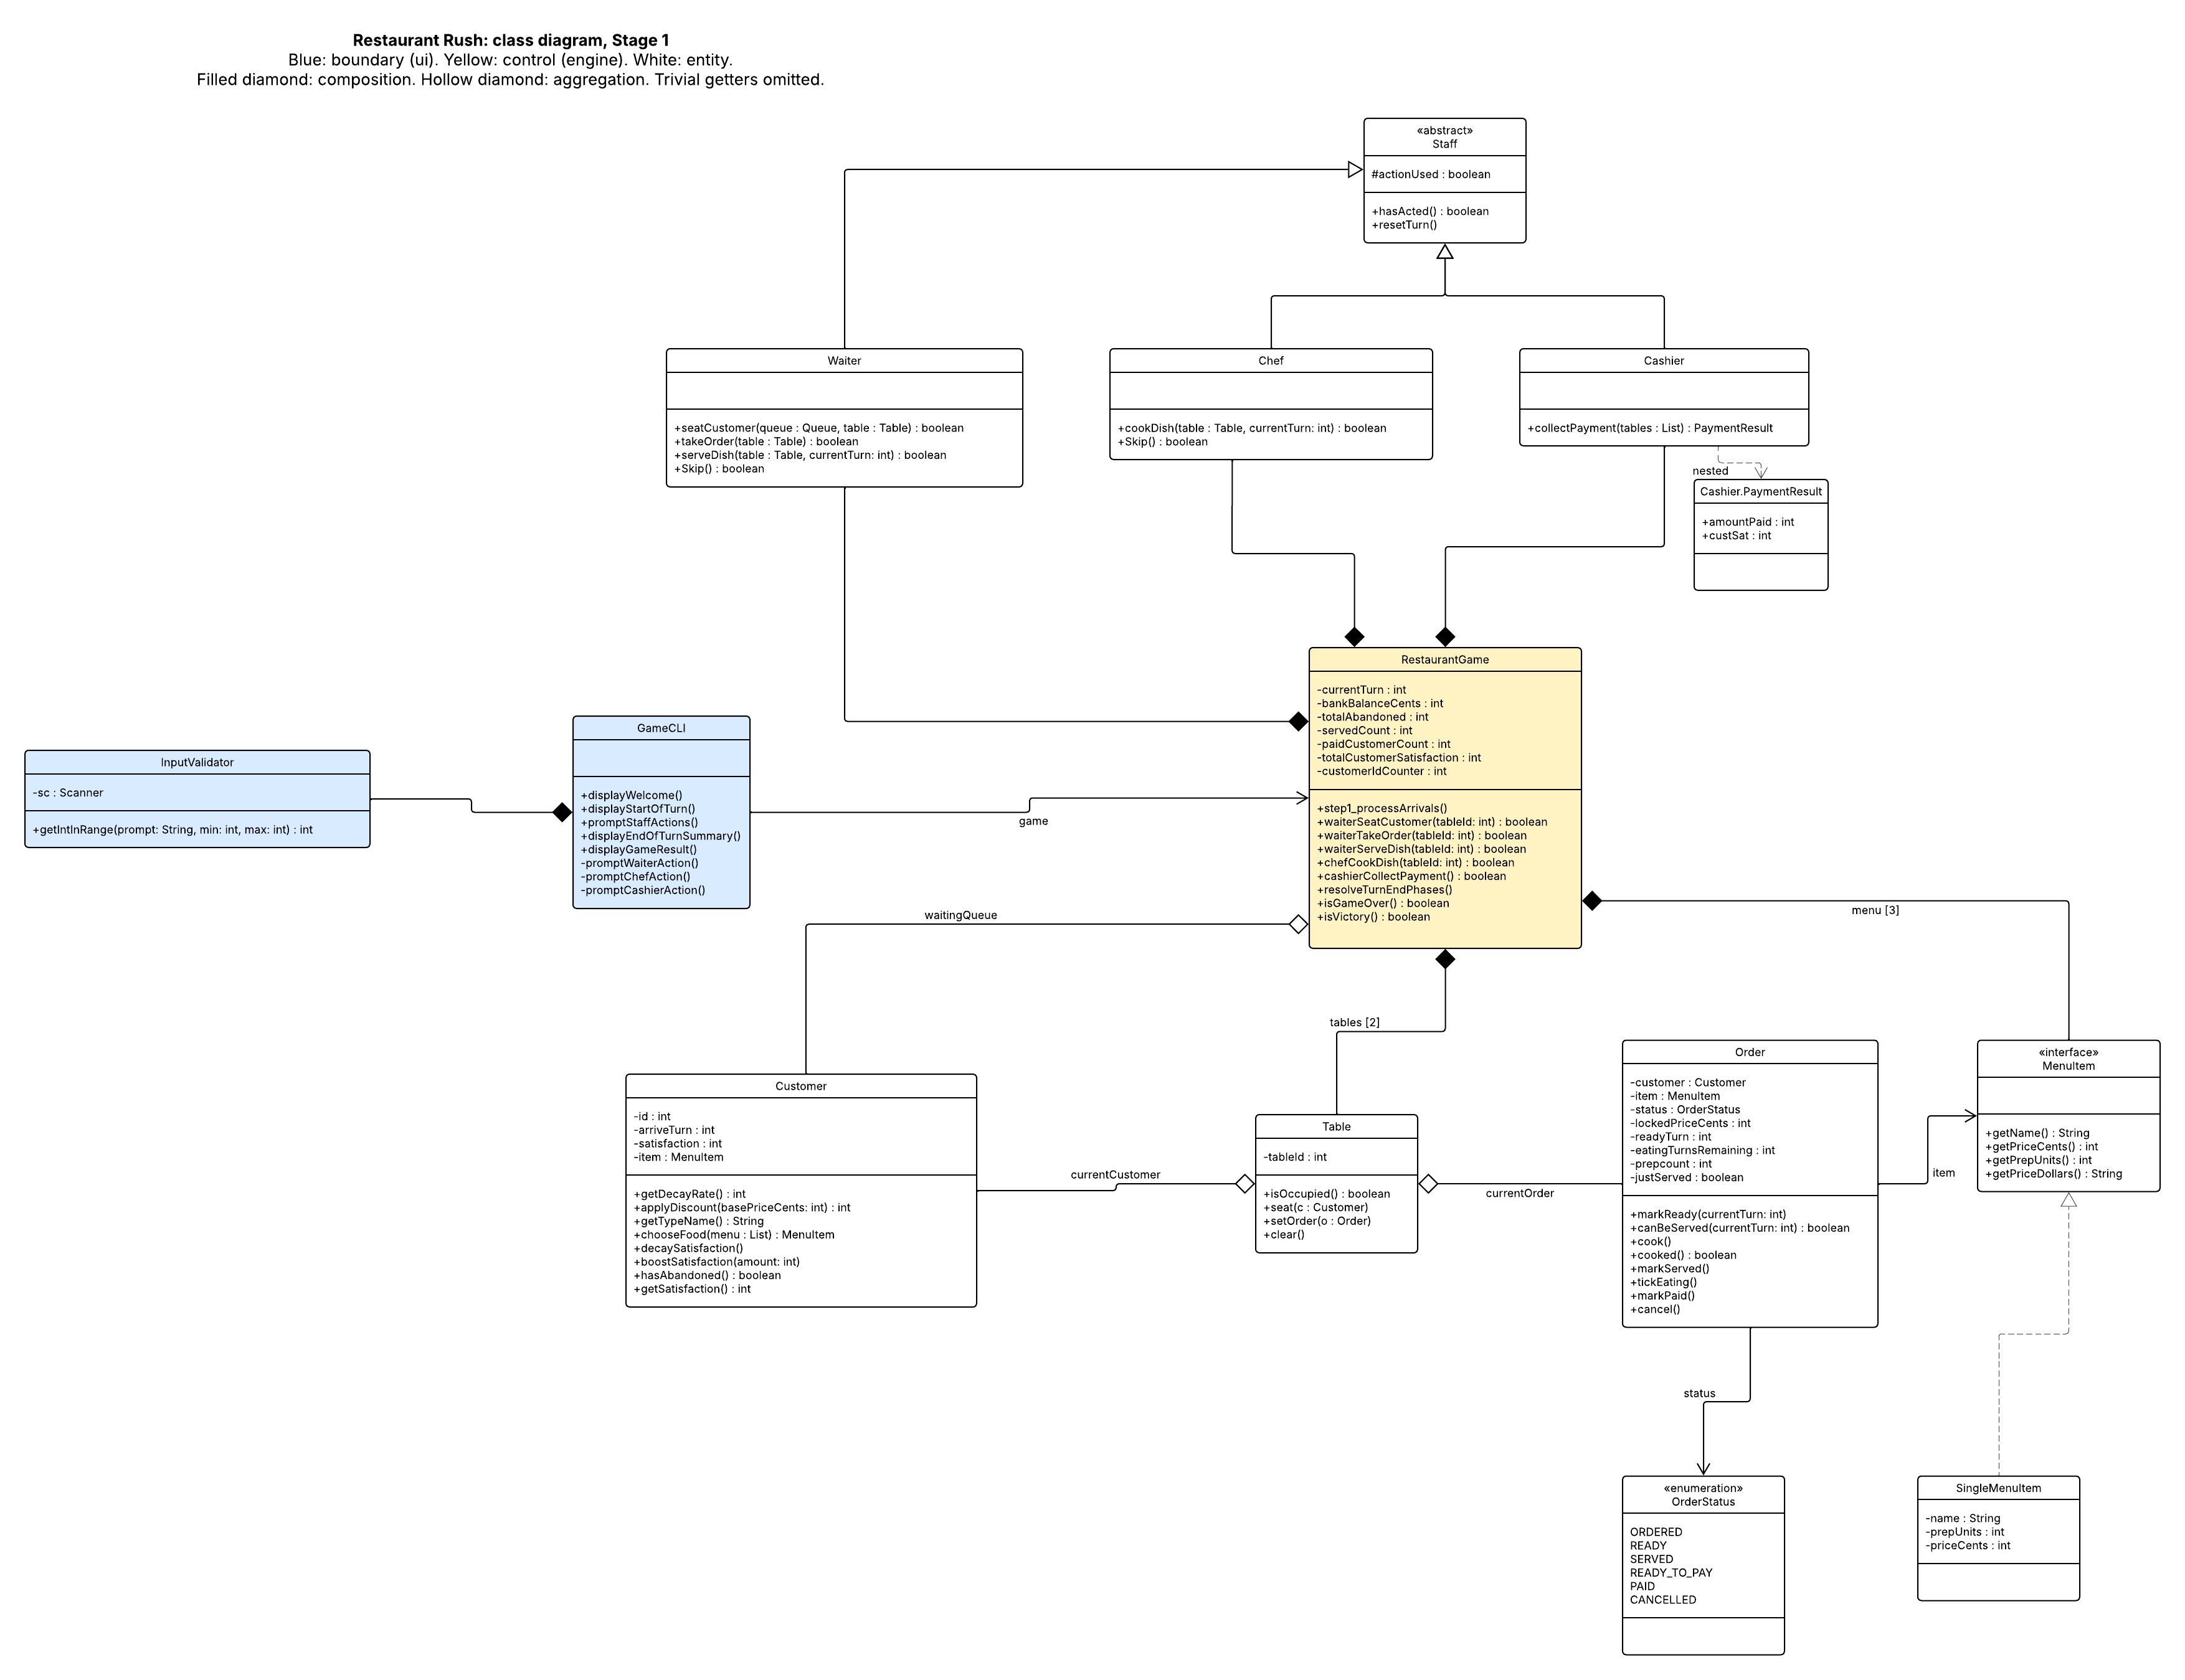 Restaurant Rush: class diagram, Stage 1
Blue: boundary (ui). Yellow: control (engine). White: entity.
Filled diamond: composition. Hollow diamond: aggregation. Trivial getters omitted.
«abstract»
Staff
#actionUsed : boolean
+hasActed() : boolean
+resetTurn()
Waiter
+seatCustomer(queue : Queue, table : Table) : boolean
+takeOrder(table : Table) : boolean
+serveDish(table : Table, currentTurn: int) : boolean
+Skip() : boolean
Chef
+cookDish(table : Table, currentTurn: int) : boolean
+Skip() : boolean
Cashier
+collectPayment(tables : List) : PaymentResult
nested
Cashier.PaymentResult
+amountPaid : int
+custSat : int
RestaurantGame
-currentTurn : int
-bankBalanceCents : int
-totalAbandoned : int
-servedCount : int
-paidCustomerCount : int
-totalCustomerSatisfaction : int
-customerIdCounter : int
+step1_processArrivals()
+waiterSeatCustomer(tableId: int) : boolean
+waiterTakeOrder(tableId: int) : boolean
+waiterServeDish(tableId: int) : boolean
+chefCookDish(tableId: int) : boolean
+cashierCollectPayment() : boolean
+resolveTurnEndPhases()
+isGameOver() : boolean
+isVictory() : boolean
InputValidator
-sc : Scanner
+getIntInRange(prompt: String, min: int, max: int) : int
GameCLI
+displayWelcome()
+displayStartOfTurn()
+promptStaffActions()
+displayEndOfTurnSummary()
+displayGameResult()
-promptWaiterAction()
-promptChefAction()
-promptCashierAction()
game
waitingQueue
menu [3]
tables [2]
Customer
-id : int
-arriveTurn : int
-satisfaction : int
-item : MenuItem
+getDecayRate() : int
+applyDiscount(basePriceCents: int) : int
+getTypeName() : String
+chooseFood(menu : List) : MenuItem
+decaySatisfaction()
+boostSatisfaction(amount: int)
+hasAbandoned() : boolean
+getSatisfaction() : int
currentCustomer
Table
-tableId : int
+isOccupied() : boolean
+seat(c : Customer)
+setOrder(o : Order)
+clear()
currentOrder
Order
-customer : Customer
-item : MenuItem
-status : OrderStatus
-lockedPriceCents : int
-readyTurn : int
-eatingTurnsRemaining : int
-prepcount : int
-justServed : boolean
+markReady(currentTurn: int)
+canBeServed(currentTurn: int) : boolean
+cook()
+cooked() : boolean
+markServed()
+tickEating()
+markPaid()
+cancel()
item
«interface»
MenuItem
+getName() : String
+getPriceCents() : int
+getPrepUnits() : int
+getPriceDollars() : String
status
«enumeration»
OrderStatus
ORDERED
READY
SERVED
READY_TO_PAY
PAID
CANCELLED
SingleMenuItem
-name : String
-prepUnits : int
-priceCents : int